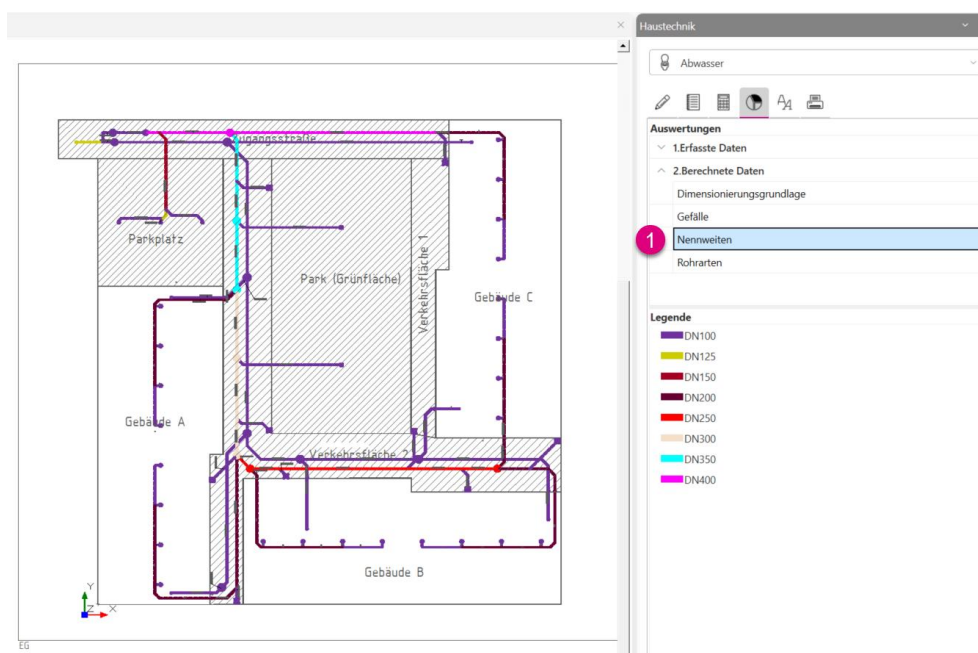 Haustechnik
Abwasser
Auswertungen
1.Erfasste Daten
2.Berechnete Daten
Dimensionierungsgrundlage
Gefälle
1
Nennweiten
Rohrarten
Legende
DN100
DN125
DN150
DN200
DN250
DN300
DN350
DN400
ugangsstraße
Parkplatz
Park (Grünfläche)
Verkehrsfläche 1
Gebäude C
Gebäude A
Verkehrsfläche 2
Gebäude B
Y
Z X
EG